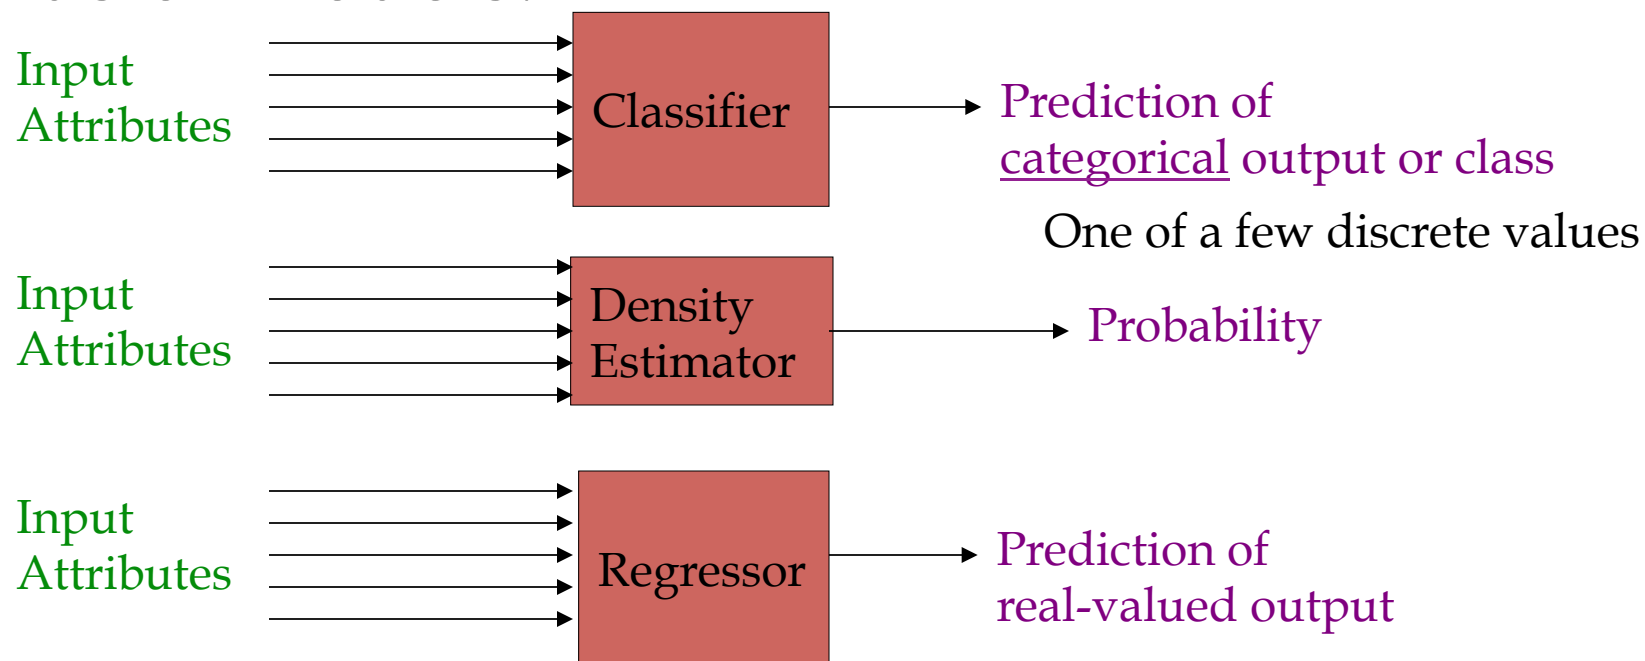 Input
Attributes
Classifier
Prediction of
categorical output or class
One of a few discrete values
Input
Attributes
Density
Estimator
Probability
Input
Attributes
Regressor
Prediction of
real-valued output